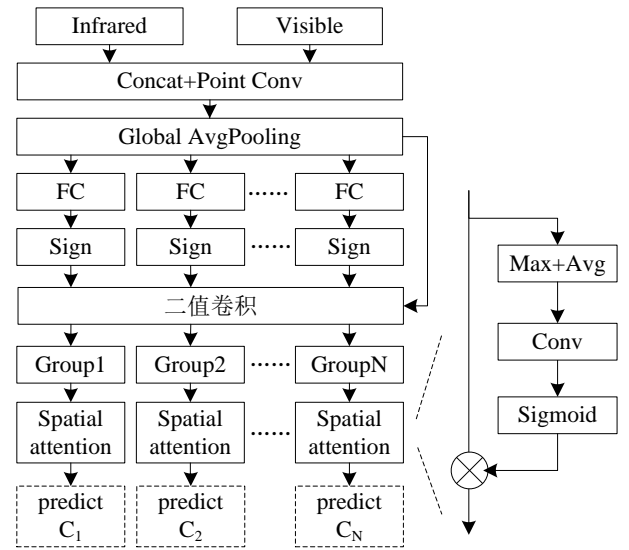 Infrared Visible
Concat+Point Conv
Global AvgPooling
FC FC ...... FC
Sign Sign ...... Sign
二值卷积
Group1 Group2 ...... GroupN
Spatial attention Spatial attention ...... Spatial attention
predict C₁ predict C₂ predict C_N
Max+Avg
Conv
Sigmoid